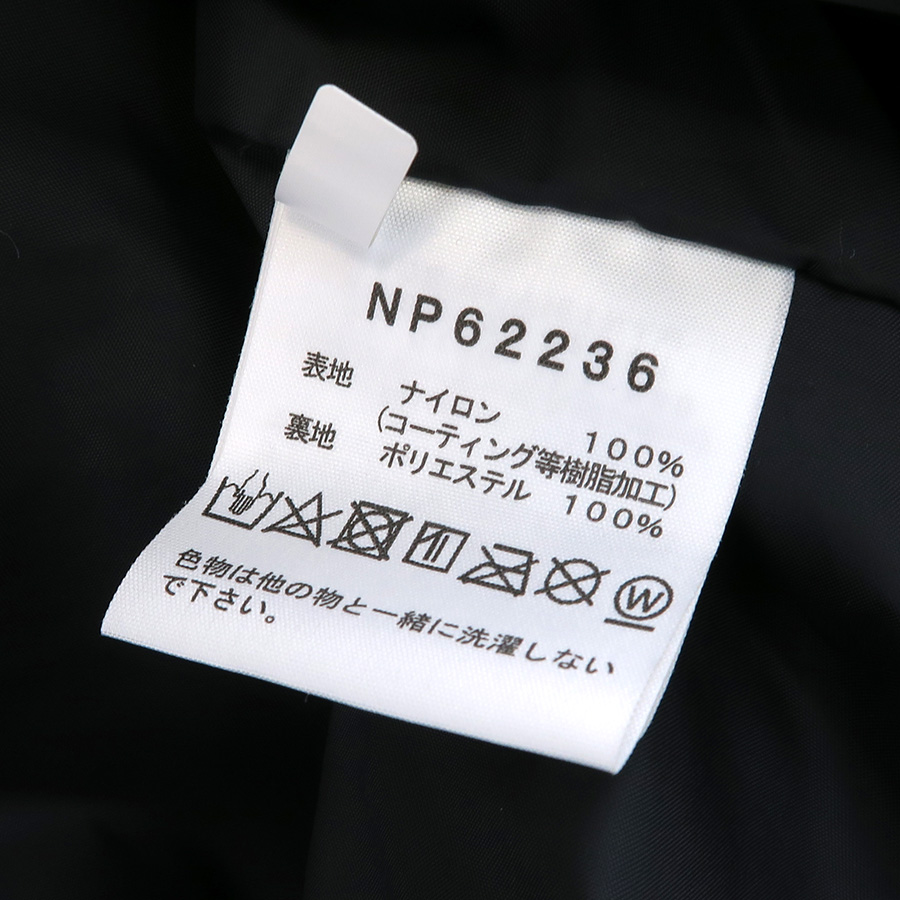 NP62236
表地 ナイロン 100%
(コーティング等樹脂加工)
裏地 ポリエステル 100%
W
色物は他の物と一緒に洗濯しない
で下さい。